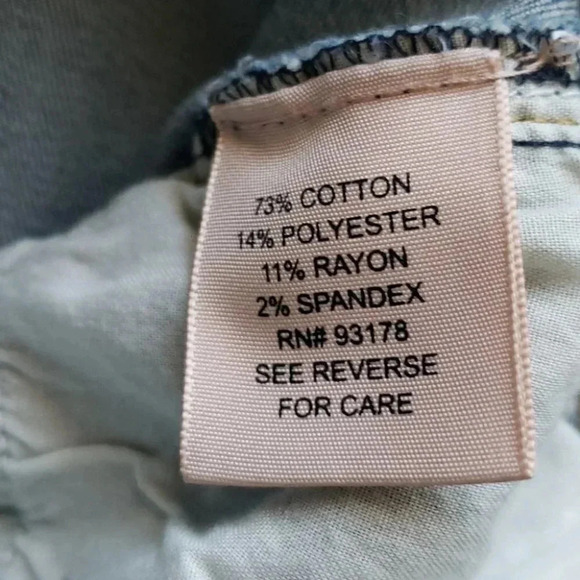 73% COTTON
14% POLYESTER
11% RAYON
2% SPANDEX
RN# 93178
SEE REVERSE
FOR CARE